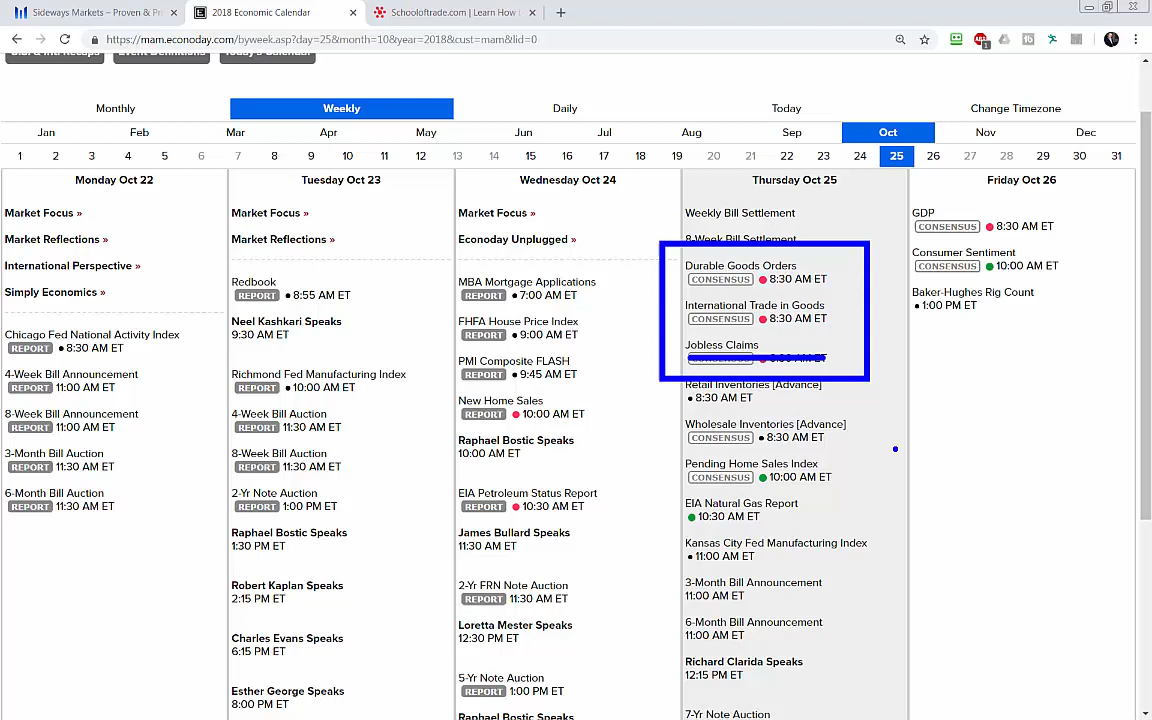 Sideways Markets – Proven & Pr
2018 Economic Calendar
Schooloftrade.com | Learn How
https://mam.econoday.com/byweek.asp?day=25&month=10&year=2018&cust=mam&lid=0
Monthly Weekly Daily Today Change Timezone
Jan Feb Mar Apr May Jun Jul Aug Sep Oct Nov Dec
1 2 3 4 5 6 7 8 9 10 11 12 13 14 15 16 17 18 19 20 21 22 23 24 25 26 27 28 29 30 31
Monday Oct 22
Market Focus »
Market Reflections »
International Perspective »
Simply Economics »
Chicago Fed National Activity Index
REPORT 8:30 AM ET
4-Week Bill Announcement
REPORT 11:00 AM ET
8-Week Bill Announcement
REPORT 11:00 AM ET
3-Month Bill Auction
REPORT 11:30 AM ET
6-Month Bill Auction
REPORT 11:30 AM ET
Tuesday Oct 23
Market Focus »
Market Reflections »
Redbook
REPORT 8:55 AM ET
Neel Kashkari Speaks
9:30 AM ET
Richmond Fed Manufacturing Index
REPORT 10:00 AM ET
4-Week Bill Auction
REPORT 11:30 AM ET
8-Week Bill Auction
REPORT 11:30 AM ET
2-Yr Note Auction
REPORT 1:00 PM ET
Raphael Bostic Speaks
1:30 PM ET
Robert Kaplan Speaks
2:15 PM ET
Charles Evans Speaks
6:15 PM ET
Esther George Speaks
8:00 PM ET
Wednesday Oct 24
Market Focus »
Econoday Unplugged »
MBA Mortgage Applications
REPORT 7:00 AM ET
FHFA House Price Index
REPORT 9:00 AM ET
PMI Composite FLASH
REPORT 9:45 AM ET
New Home Sales
REPORT 10:00 AM ET
Raphael Bostic Speaks
10:00 AM ET
EIA Petroleum Status Report
REPORT 10:30 AM ET
James Bullard Speaks
11:30 AM ET
2-Yr FRN Note Auction
REPORT 11:30 AM ET
Loretta Mester Speaks
12:30 PM ET
5-Yr Note Auction
REPORT 1:00 PM ET
Raphael Bostic Speaks
Thursday Oct 25
Weekly Bill Settlement
8-Week Bill Settlement
Durable Goods Orders
CONSENSUS 8:30 AM ET
International Trade in Goods
CONSENSUS 8:30 AM ET
Jobless Claims
Retail Inventories [Advance]
8:30 AM ET
Wholesale Inventories [Advance]
CONSENSUS 8:30 AM ET
Pending Home Sales Index
CONSENSUS 10:00 AM ET
EIA Natural Gas Report
10:30 AM ET
Kansas City Fed Manufacturing Index
11:00 AM ET
3-Month Bill Announcement
11:00 AM ET
6-Month Bill Announcement
11:00 AM ET
Richard Clarida Speaks
12:15 PM ET
7-Yr Note Auction
Friday Oct 26
GDP
CONSENSUS 8:30 AM ET
Consumer Sentiment
CONSENSUS 10:00 AM ET
Baker-Hughes Rig Count
1:00 PM ET